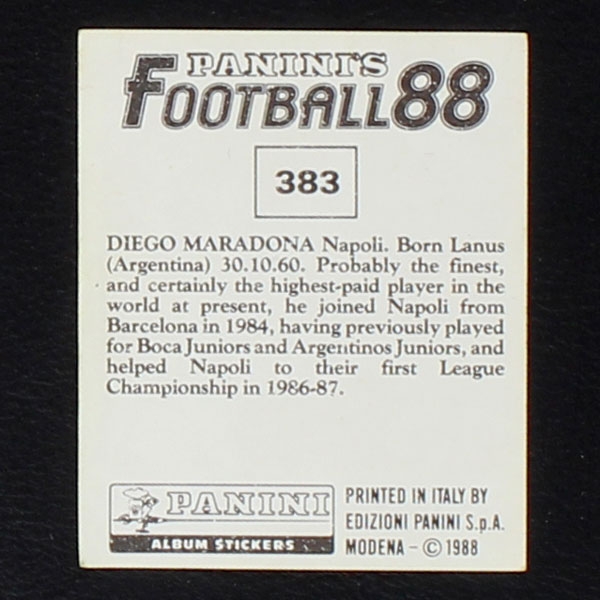 PANINI'S
FOOTBALL 88
383
DIEGO MARADONA Napoli. Born Lanus
(Argentina) 30.10.60. Probably the finest,
and certainly the highest-paid player in the
world at present, he joined Napoli from
Barcelona in 1984, having previously played
for Boca Juniors and Argentinos Juniors, and
helped Napoli to their first League
Championship in 1986-87.
PANINI
ALBUM STICKERS
PRINTED IN ITALY BY
EDIZIONI PANINI S.p.A.
MODENA - © 1988